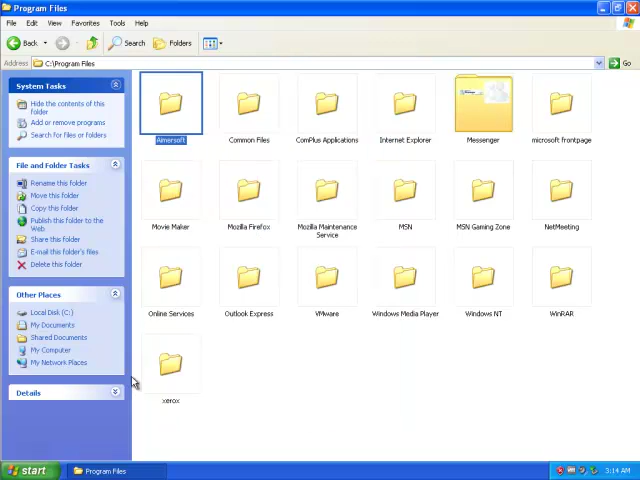 Program Files
File Edit View Favorites Tools Help
Back Search Folders
Address C:\Program Files Go
System Tasks
Hide the contents of this
folder
Add or remove programs
Search for files or folders
File and Folder Tasks
Rename this folder
Move this folder
Copy this folder
Publish this folder to the
Web
Share this folder
E-mail this folder's files
Delete this folder
Other Places
Local Disk (C:)
My Documents
Shared Documents
My Computer
My Network Places
Details
Aimersoft Common Files ComPlus Applications Internet Explorer Messenger microsoft frontpage
Movie Maker Mozilla Firefox Mozilla Maintenance MSN MSN Gaming Zone NetMeeting
Service
Online Services Outlook Express VMware Windows Media Player Windows NT WinRAR
xerox
start Program Files 3:14 AM